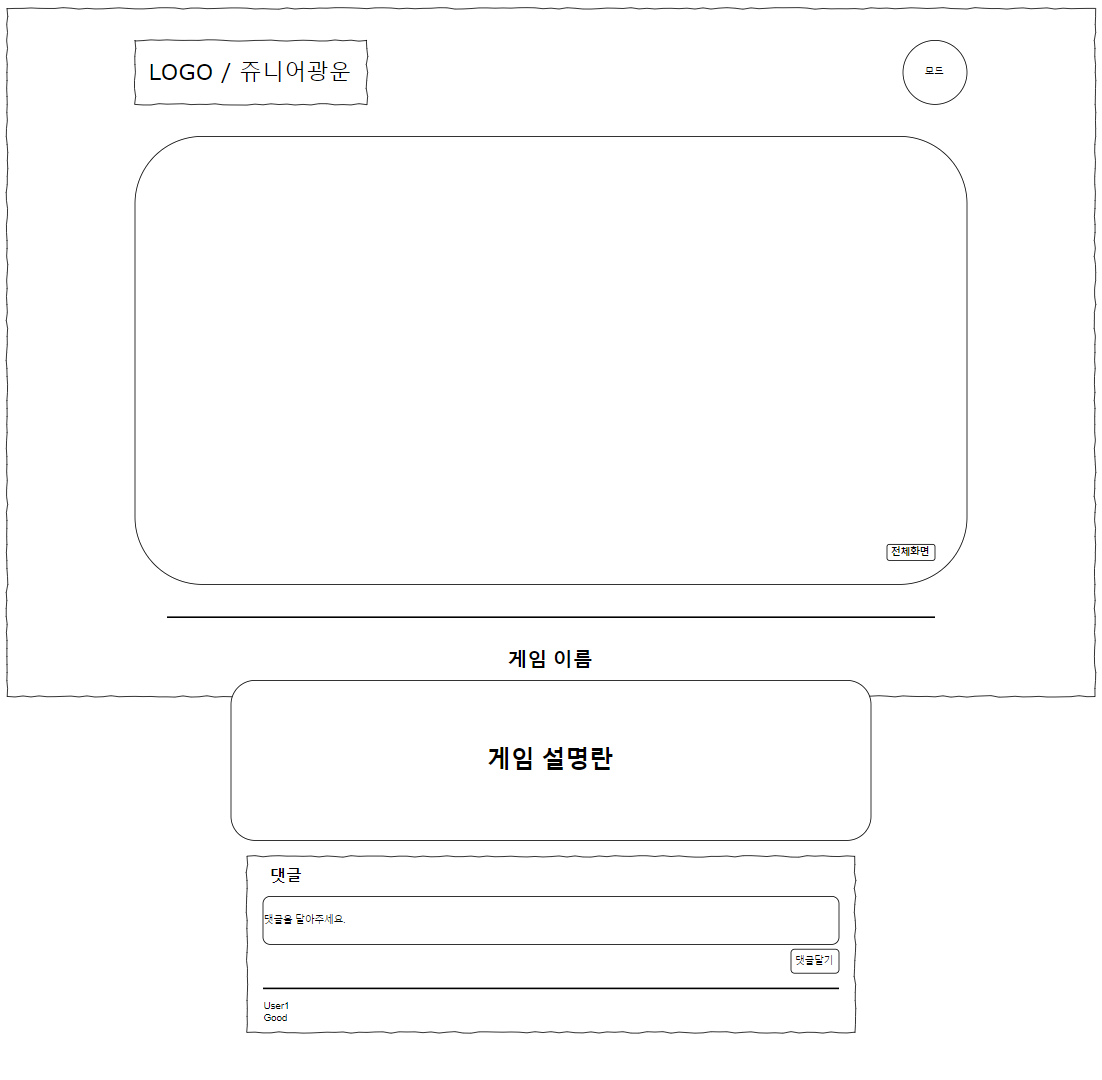 LOGO / 쥬니어광운
모드
전체화면
게임 이름
게임 설명란
댓글
댓글을 달아주세요.
댓글달기
User1
Good